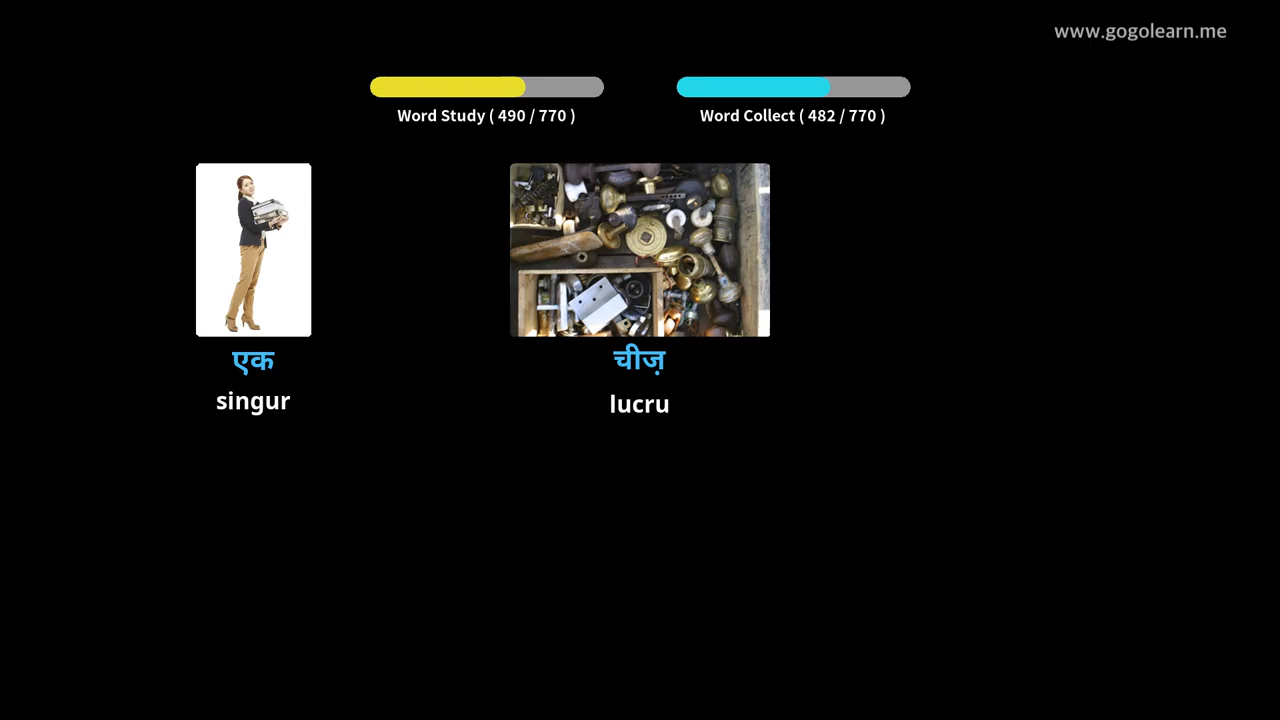 www.gogolearn.me
Word Study ( 490 / 770 )
Word Collect ( 482 / 770 )
एक
चीज़
singur
lucru